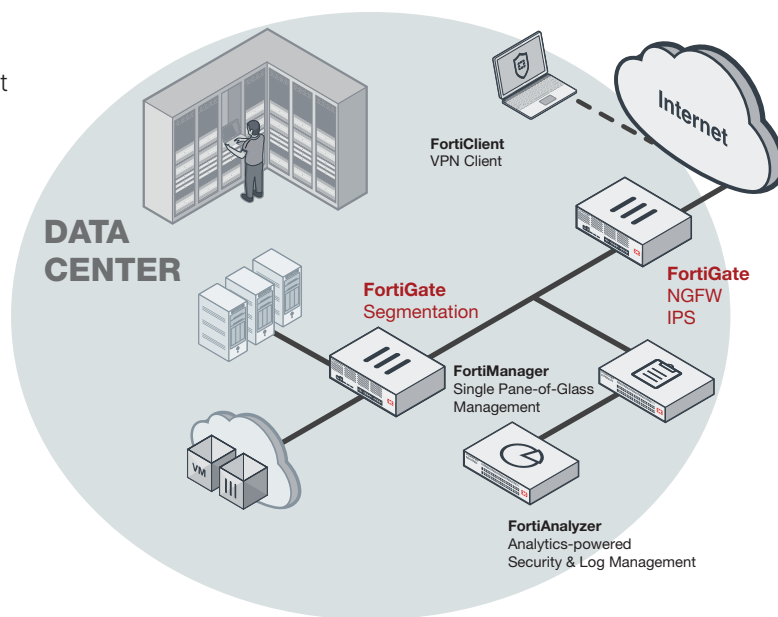 t
Internet
FortiClient
VPN Client
DATA
CENTER
FortiGate
NGFW
IPS
FortiGate
Segmentation
FortiManager
Single Pane-of-Glass
Management
VM
FortiAnalyzer
Analytics-powered
Security & Log Management